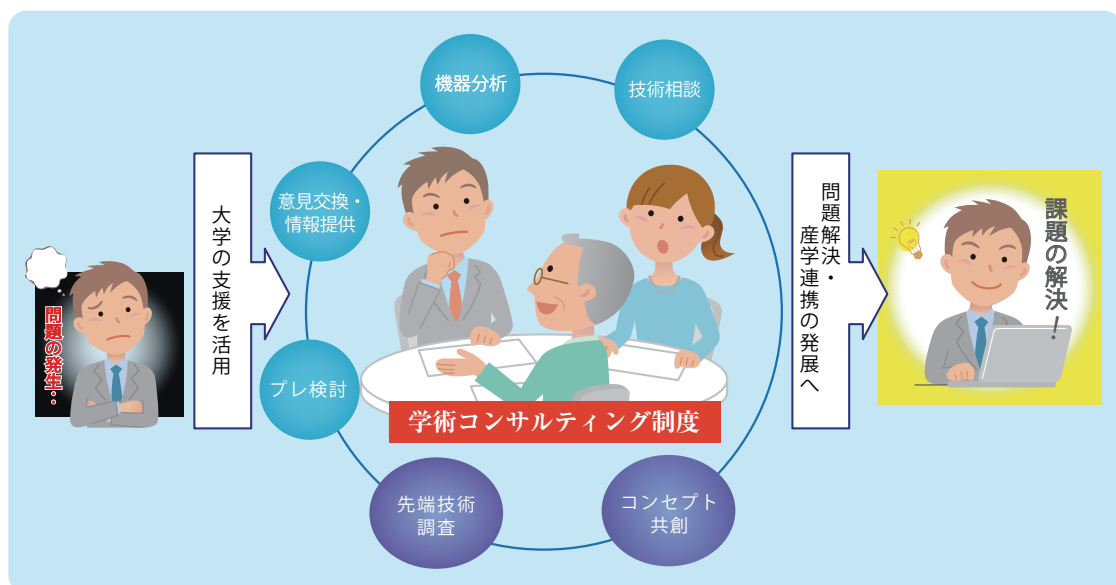 問題の発生‥
大学の支援を活用
機器分析
技術相談
意見交換・
情報提供
プレ検討
先端技術
調査
コンセプト
共創
学術コンサルティング制度
問題解決・
産学連携の発展へ
課題の解決！